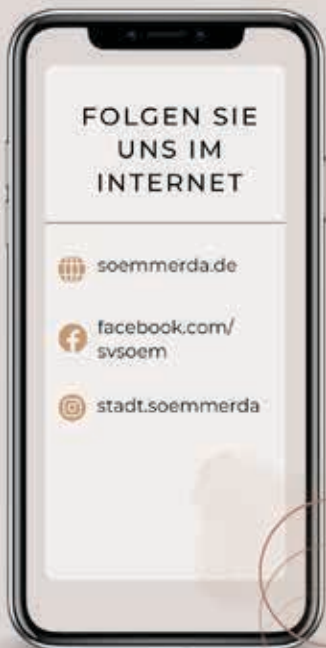 FOLGEN SIE
UNS IM
INTERNET
soemmerda.de
facebook.com/
svsoem
stadt.soemmerda